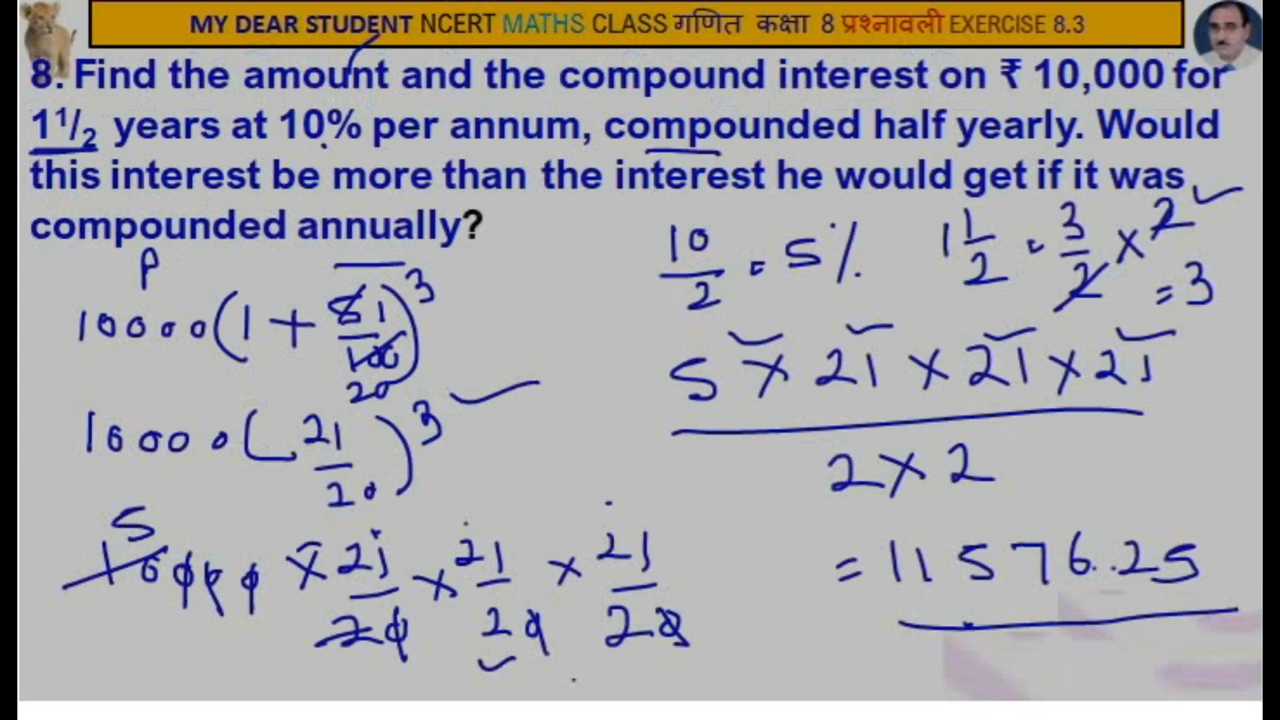 MY DEAR STUDENT NCERT MATHS CLASS गणित कक्षा 8 प्रश्नावली EXERCISE 8.3
8. Find the amount and the compound interest on ₹ 10,000 for
1 1/2 years at 10% per annum, compounded half yearly. Would
this interest be more than the interest he would get if it was
compounded annually?
P
10000(1 + 51/10020)3
10000(21/20)3
5
10000 × 21/20 × 21/20 × 21/20
10/2 = 5%
1 1/2 = 3/2 × 2
= 3
5 × 21 × 21 × 21
2 × 2
= 11576.25